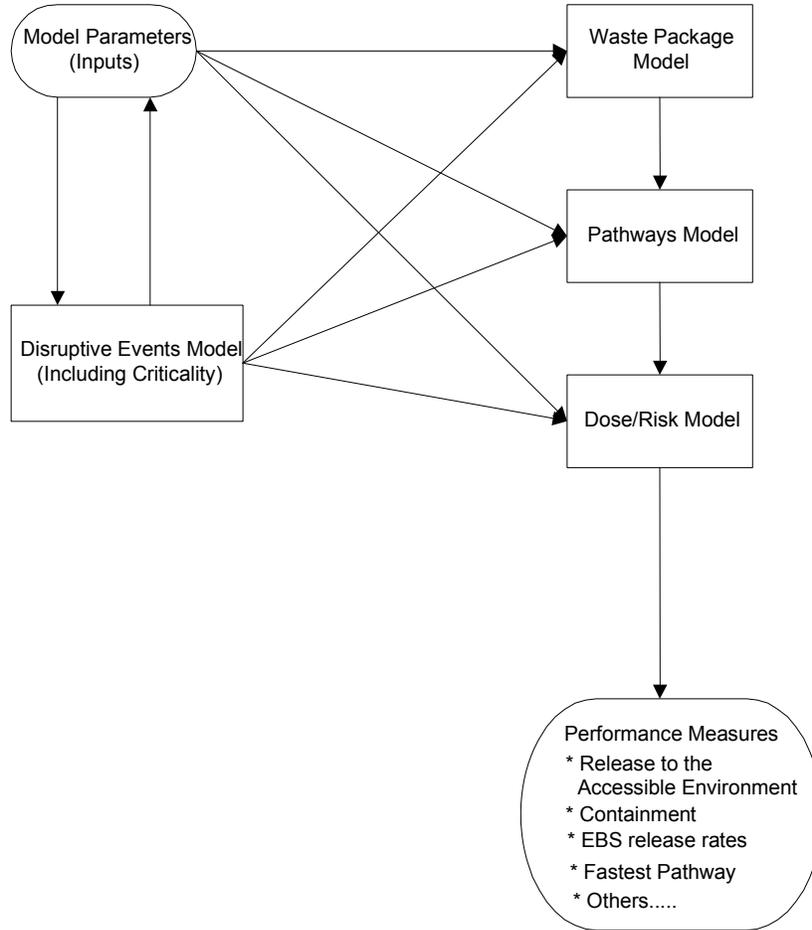 Model Parameters
(Inputs)
Waste Package
Model
Pathways Model
Disruptive Events Model
(Including Criticality)
Dose/Risk Model
Performance Measures
* Release to the
Accessible Environment
* Containment
* EBS release rates
* Fastest Pathway
* Others.....